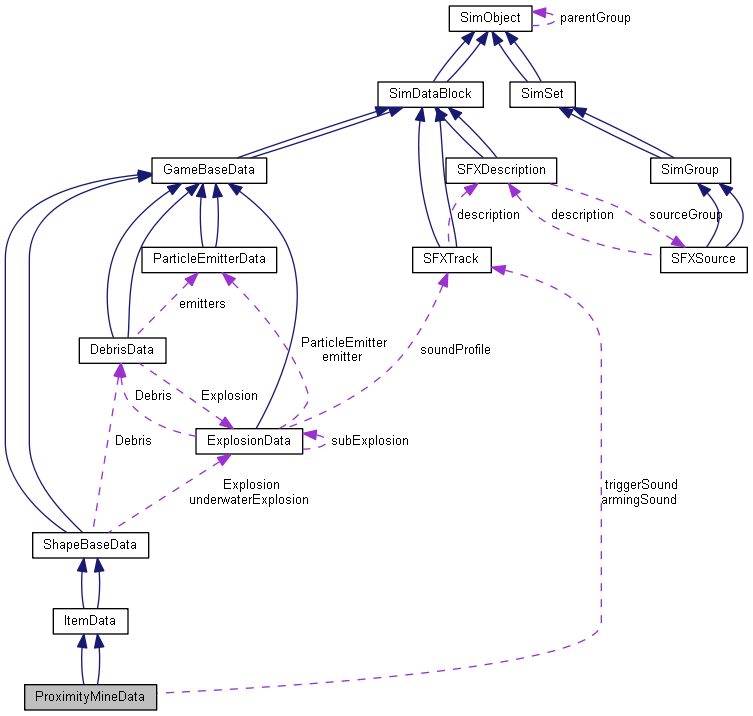 SimObject
parentGroup
SimDataBlock
SimSet
GameBaseData
SFXDescription
SimGroup
description
description
sourceGroup
ParticleEmitterData
SFXTrack
SFXSource
emitters
ParticleEmitter
emitter
soundProfile
DebrisData
Debris
Explosion
Debris
ExplosionData
subExplosion
Explosion
underwaterExplosion
triggerSound
armingSound
ShapeBaseData
ItemData
ProximityMineData